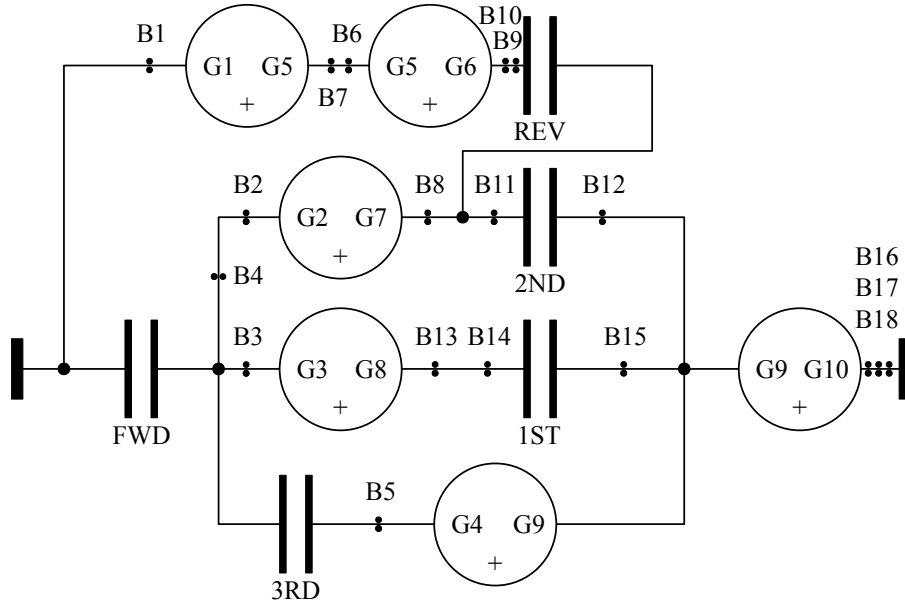 B1
B6
B10
B9
G1 G5
+
B7
G5 G6
+
REV
B2
G2 G7
+
B8
B11
B12
2ND
B4
B16
B17
B18
B3
G3 G8
+
B13
B14
B15
1ST
G9 G10
+
FWD
B5
G4 G9
+
3RD